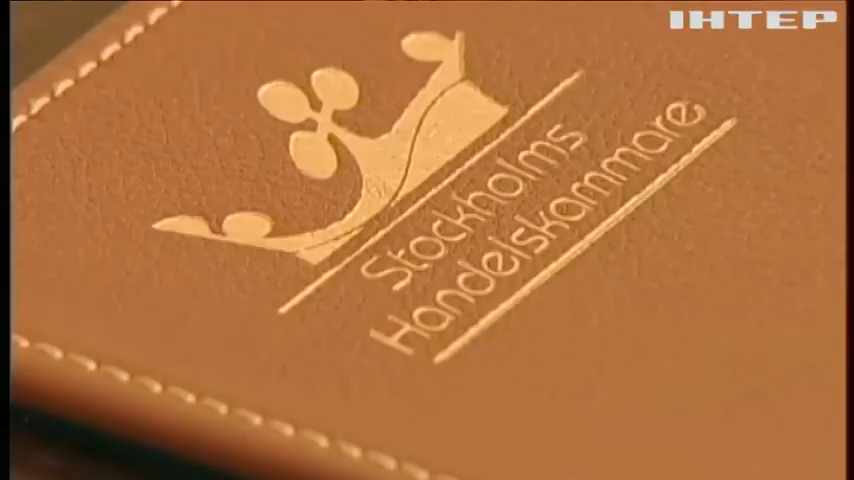 ІНТЕР
Stockholms
Handelskammare